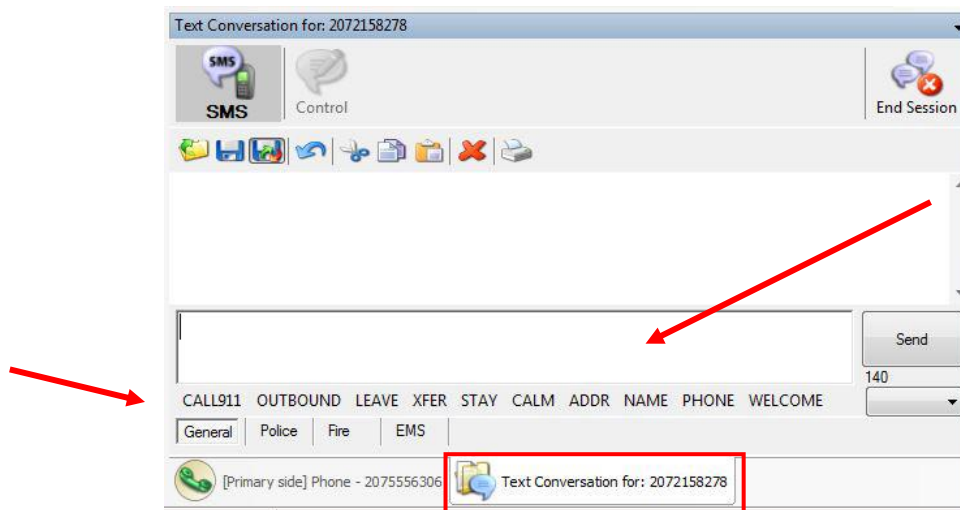 Text Conversation for: 2072158278
SMS
SMS
Control
End Session
Send
140
CALL911 OUTBOUND LEAVE XFER STAY CALM ADDR NAME PHONE WELCOME
General Police Fire EMS
[Primary side] Phone - 2075556306 Text Conversation for: 2072158278